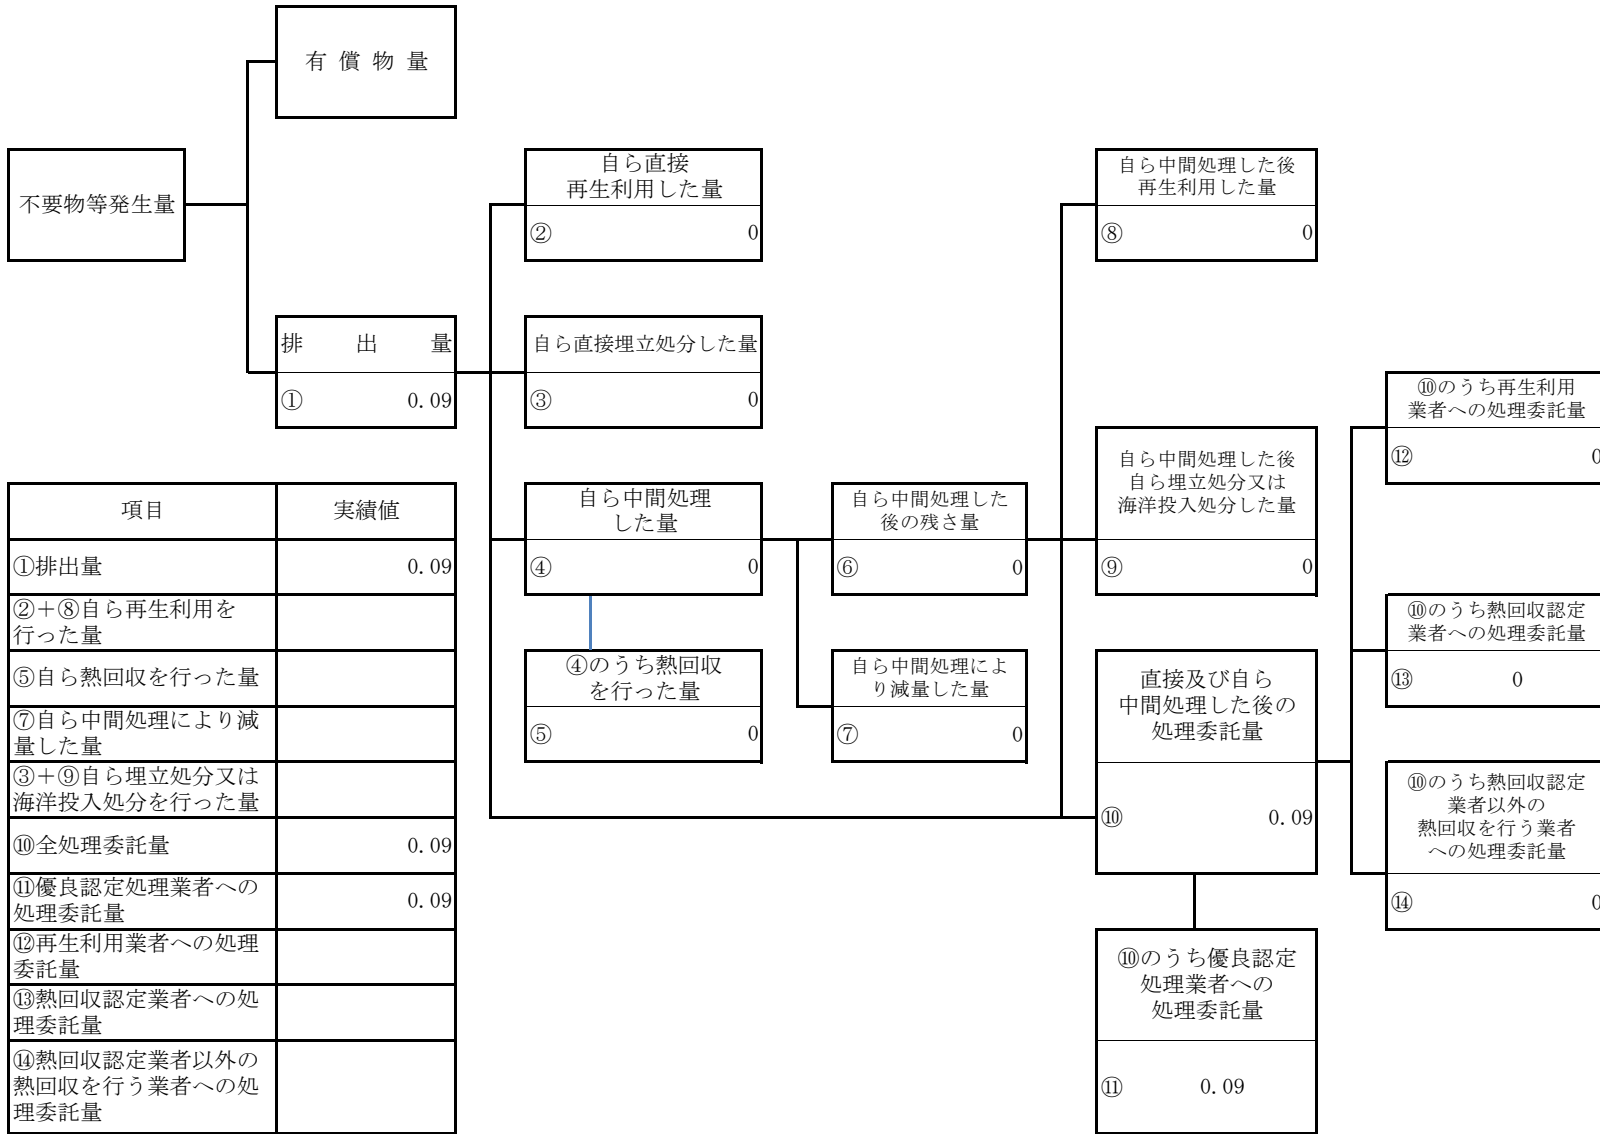 有償物量
不要物等発生量
排出量
① 0.09
自ら直接
再生利用した量
② 0
自ら直接埋立処分した量
③ 0
自ら中間処理
した量
④ 0
④のうち熱回収
を行った量
⑤ 0
自ら中間処理した
後の残さ量
⑥ 0
自ら中間処理によ
り減量した量
⑦ 0
自ら中間処理した後
再生利用した量
⑧ 0
自ら中間処理した後
自ら埋立処分又は
海洋投入処分した量
⑨ 0
直接及び自ら
中間処理した後の
処理委託量
⑩ 0.09
⑩のうち優良認定
処理業者への
処理委託量
⑪ 0.09
⑩のうち再生利用
業者への処理委託量
⑫ 0
⑩のうち熱回収認定
業者への処理委託量
⑬ 0
⑩のうち熱回収認定
業者以外の
熱回収を行う業者
への処理委託量
⑭ 0
項目 実績値
①排出量 0.09
②+⑧自ら再生利用を
行った量
⑤自ら熱回収を行った量
⑦自ら中間処理により減
量した量
③+⑨自ら埋立処分又は
海洋投入処分を行った量
⑩全処理委託量 0.09
⑪優良認定処理業者への
処理委託量 0.09
⑫再生利用業者への処理
委託量
⑬熱回収認定業者への処
理委託量
⑭熱回収認定業者以外の
熱回収を行う業者への処
理委託量